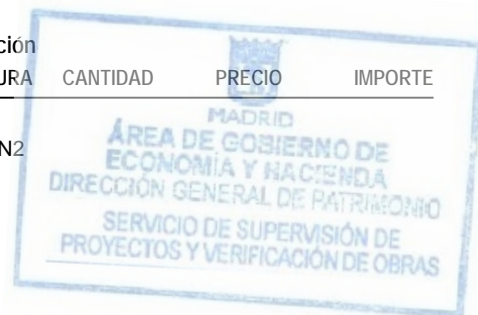 ción
URA CANTIDAD PRECIO IMPORTE
N2
MADRID
ÁREA DE GOBIERNO DE
ECONOMÍA Y HACIENDA
DIRECCIÓN GENERAL DE PATRIMONIO
SERVICIO DE SUPERVISIÓN DE
PROYECTOS Y VERIFICACIÓN DE OBRAS